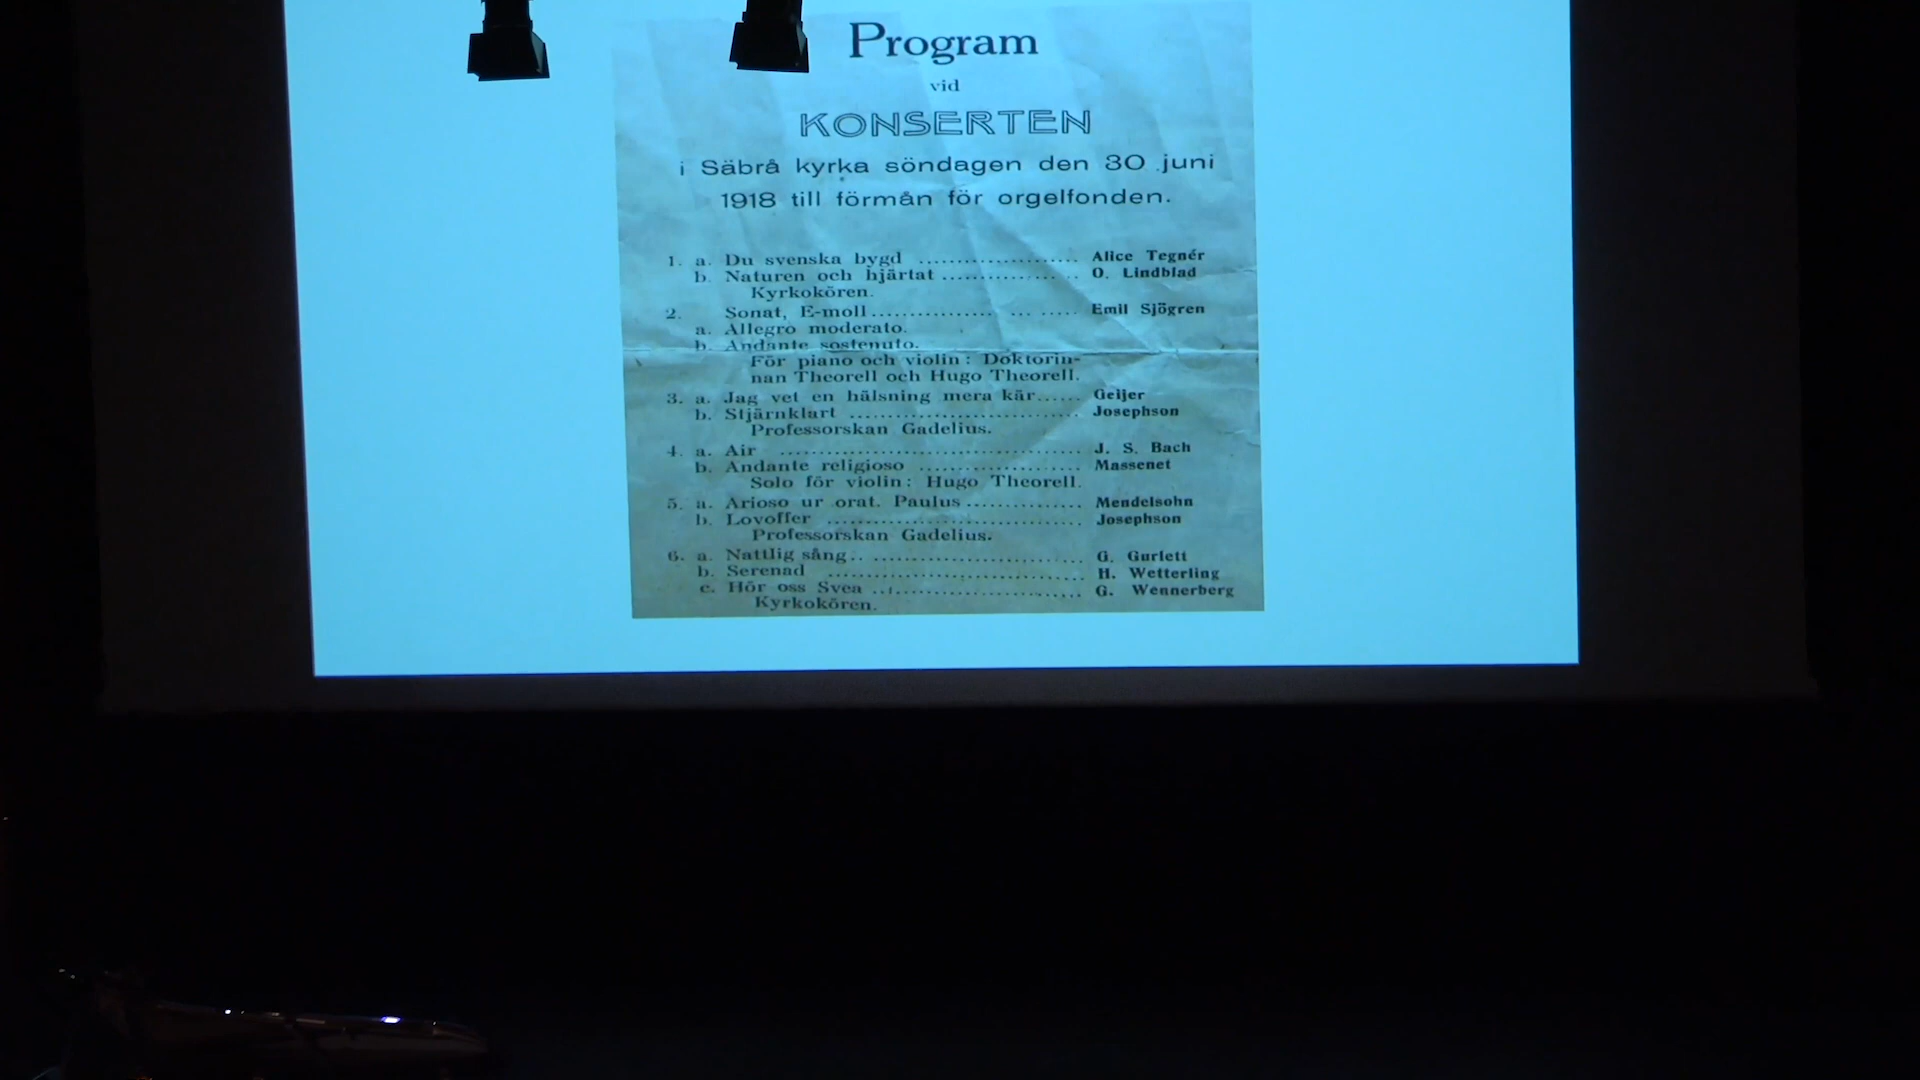 Program
vid
KONSERTEN
i Säbrå kyrka söndagen den 30 juni
1918 till förmån för orgelfonden.
1. a. Du svenska bygd ...................... Alice Tegnér
b. Naturen och hjärtat .................. O. Lindblad
Kyrkokören.
2. Sonat, E-moll ............... ... ..... Emil Sjögren
a. Allegro moderato.
b. Andante sostenuto.
För piano och violin: Doktorin-
nan Theorell och Hugo Theorell.
3. a. Jag vet en hälsning mera kär...... Geijer
b. Stjärnklart ............................. Josephson
Professorskan Gadelius.
4. a. Air ...................................... J. S. Bach
b. Andante religioso .................... Massenet
Solo för violin: Hugo Theorell.
5. a. Arioso ur orat. Paulus .............. Mendelsohn
b. Lovoffer ................................ Josephson
Professorskan Gadelius.
6. a. Nattlig sång .. .......................... G. Gurlett
b. Serenad ................................ H. Wetterling
c. Hör oss Svea .......................... G. Wennerberg
Kyrkokören.